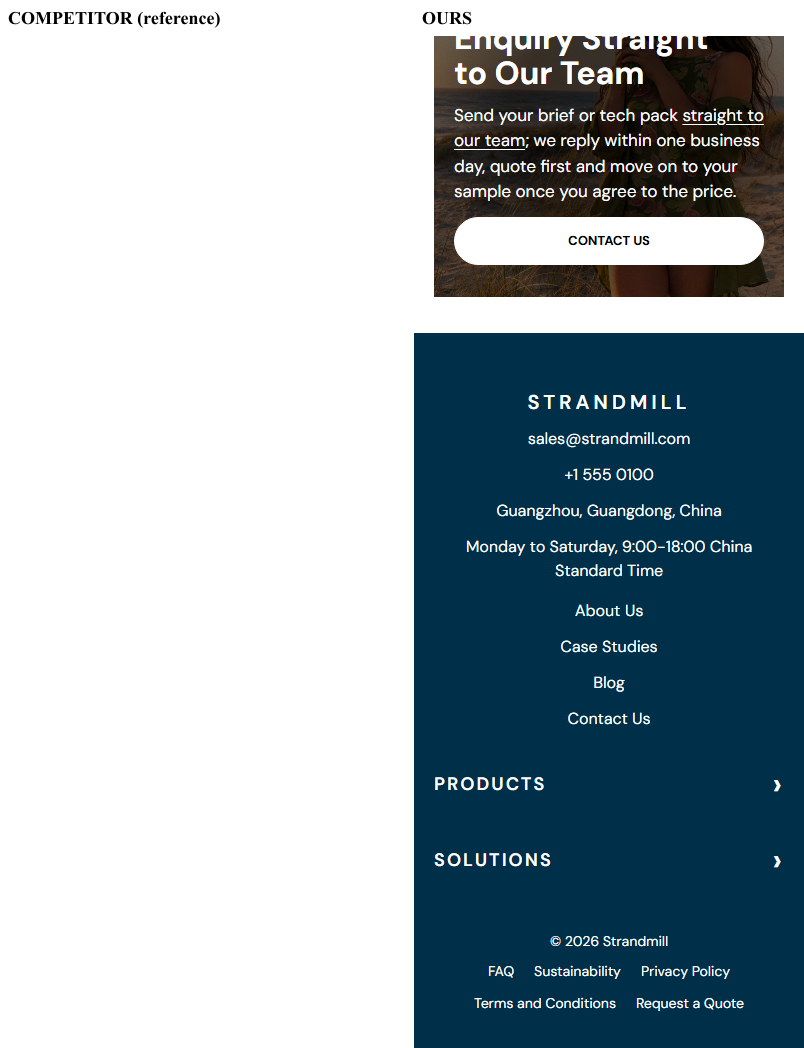 COMPETITOR (reference)
OURS
Enquiry Straight
to Our Team
Send your brief or tech pack straight to
our team; we reply within one business
day, quote first and move on to your
sample once you agree to the price.
CONTACT US
STRANDMILL
sales@strandmill.com
+1 555 0100
Guangzhou, Guangdong, China
Monday to Saturday, 9:00-18:00 China
Standard Time
About Us
Case Studies
Blog
Contact Us
PRODUCTS
SOLUTIONS
© 2026 Strandmill
FAQ Sustainability Privacy Policy
Terms and Conditions Request a Quote